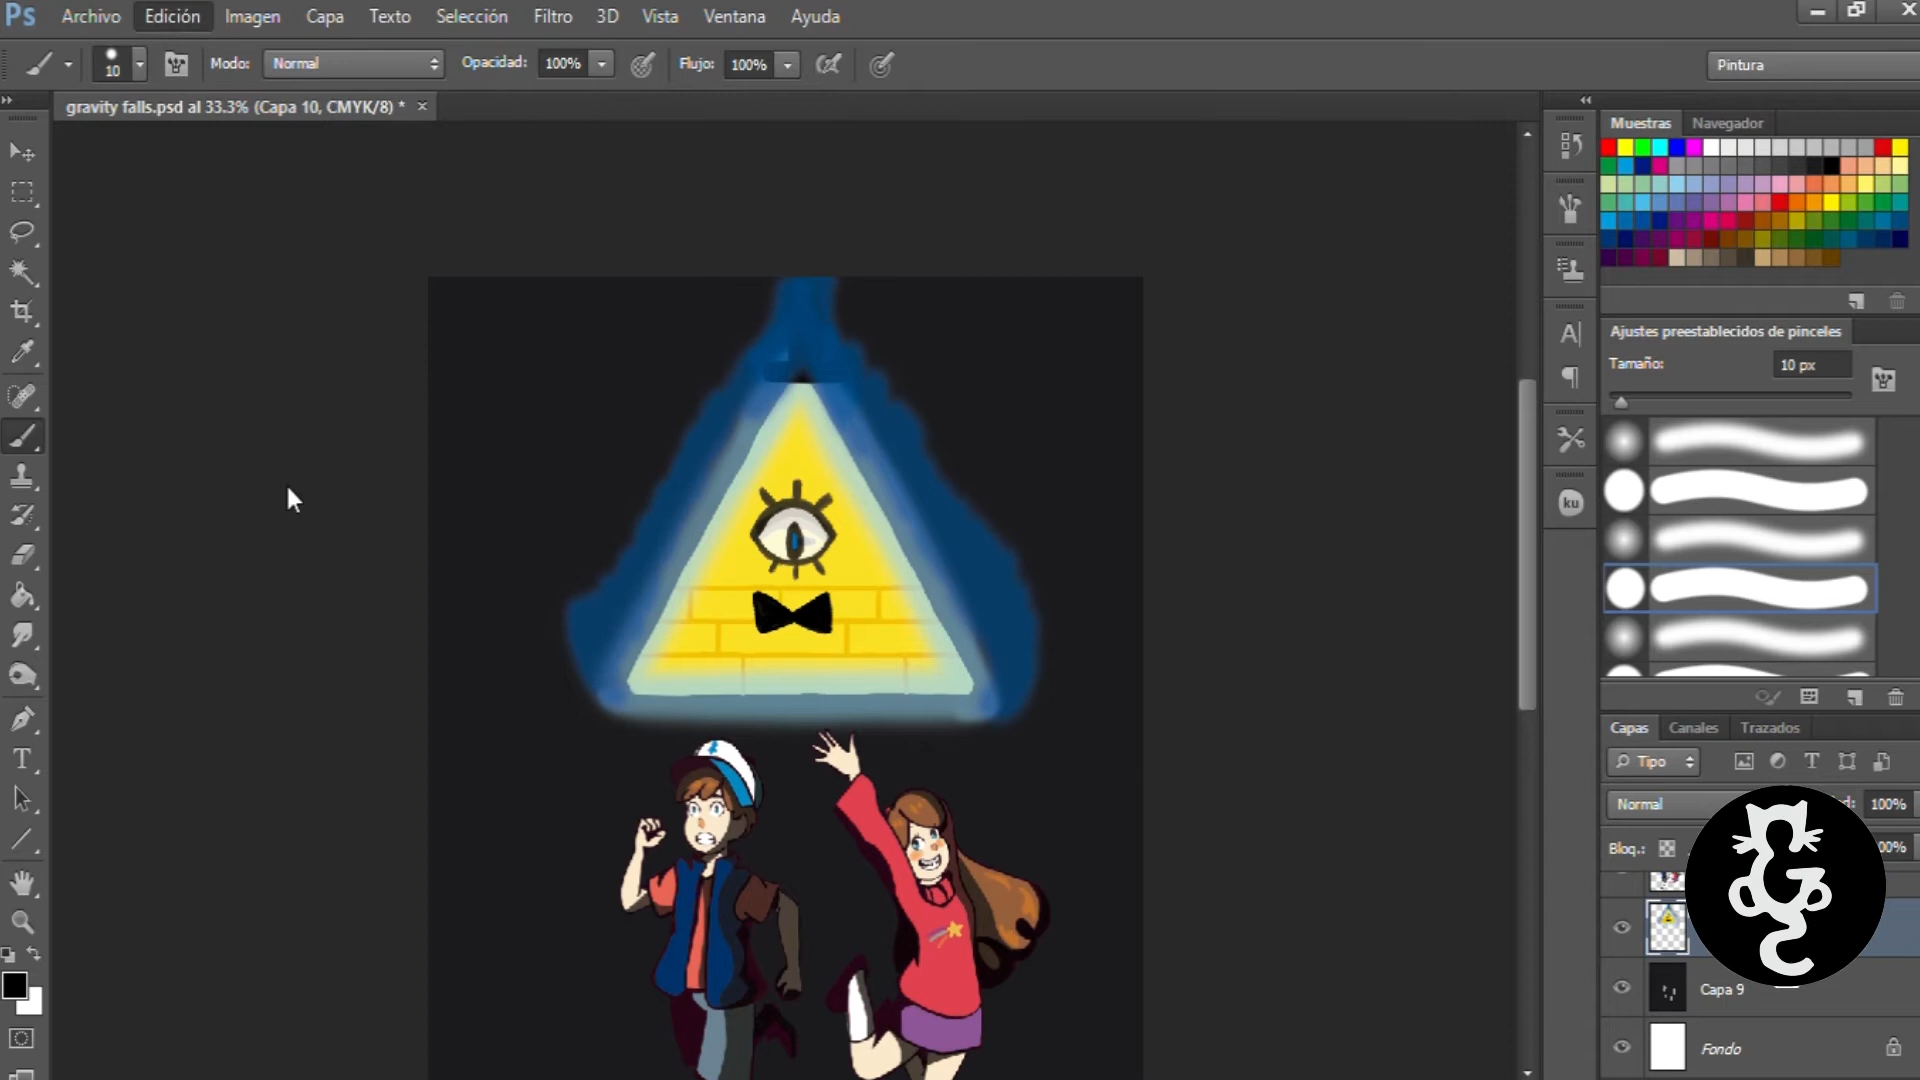 Ps Archivo Edición Imagen Capa Texto Selección Filtro 3D Vista Ventana Ayuda
10 Modo: Normal Opacidad: 100% Flujo: 100% Pintura
gravity falls.psd al 33.3% (Capa 10, CMYK/8) *
Muestras Navegador
Ajustes preestablecidos de pinceles
Tamaño: 10 px
ku
Capas Canales Trazados
Tipo
Normal 100%
Bloq.:
Capa 9
Fondo